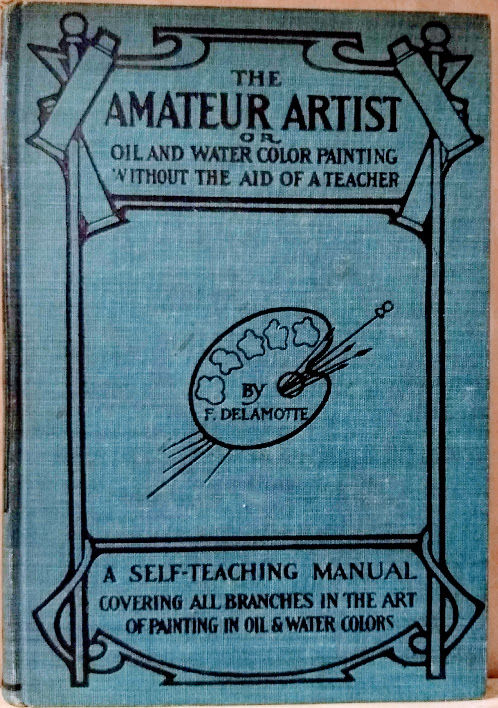 THE
AMATEUR ARTIST
OR
OIL AND WATER COLOR PAINTING
WITHOUT THE AID OF A TEACHER
BY
F. DELAMOTTE
A SELF-TEACHING MANUAL
COVERING ALL BRANCHES IN THE ART
OF PAINTING IN OIL & WATER COLORS